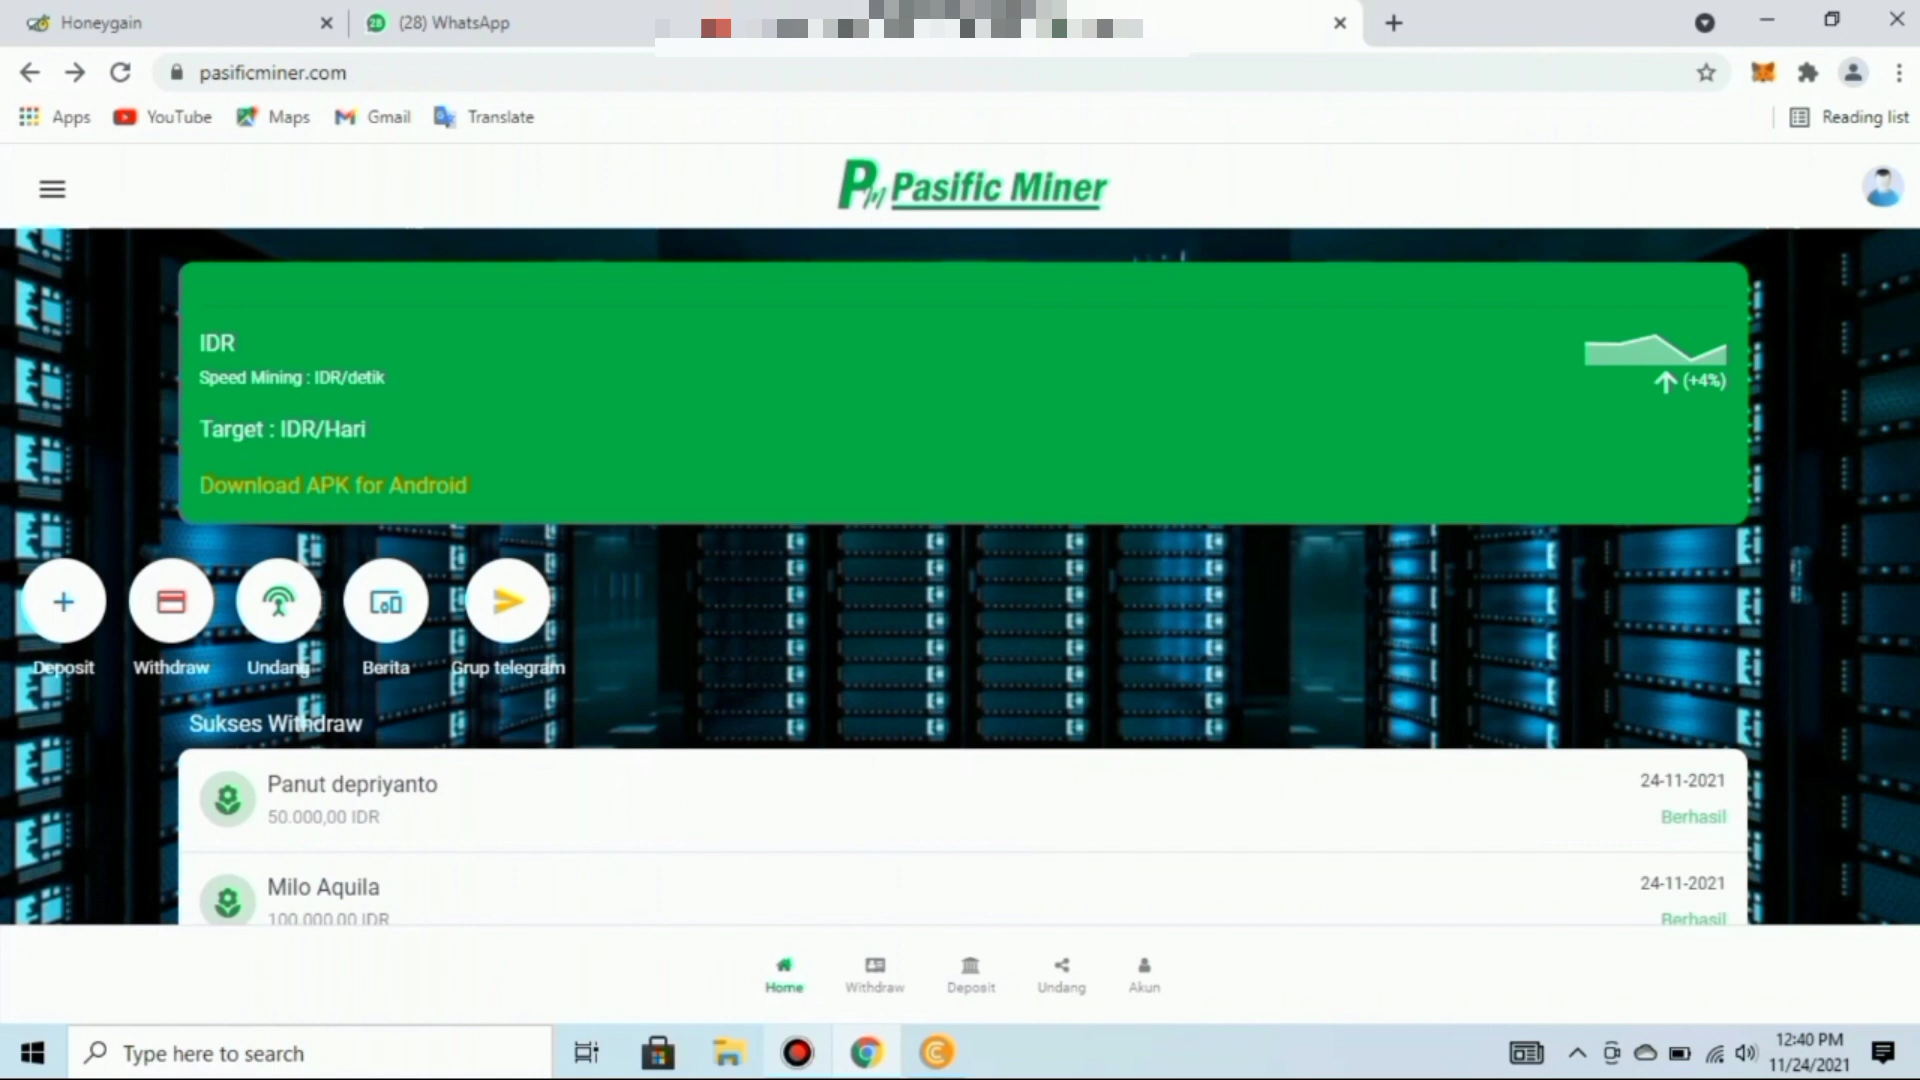 Honeygain
28
(28) WhatsApp
pasificminer.com
Apps
YouTube
Maps
Gmail
Translate
Reading list
Pasific Miner
IDR
Speed Mining : IDR/detik
(+4%)
Target : IDR/Hari
Download APK for Android
Deposit
Withdraw
Undang
Berita
Grup telegram
Sukses Withdraw
Panut depriyanto
24-11-2021
50.000,00 IDR
Berhasil
Milo Aquila
24-11-2021
100.000,00 IDR
Berhasil
Home
Withdraw
Deposit
Undang
Akun
Type here to search
12:40 PM
11/24/2021